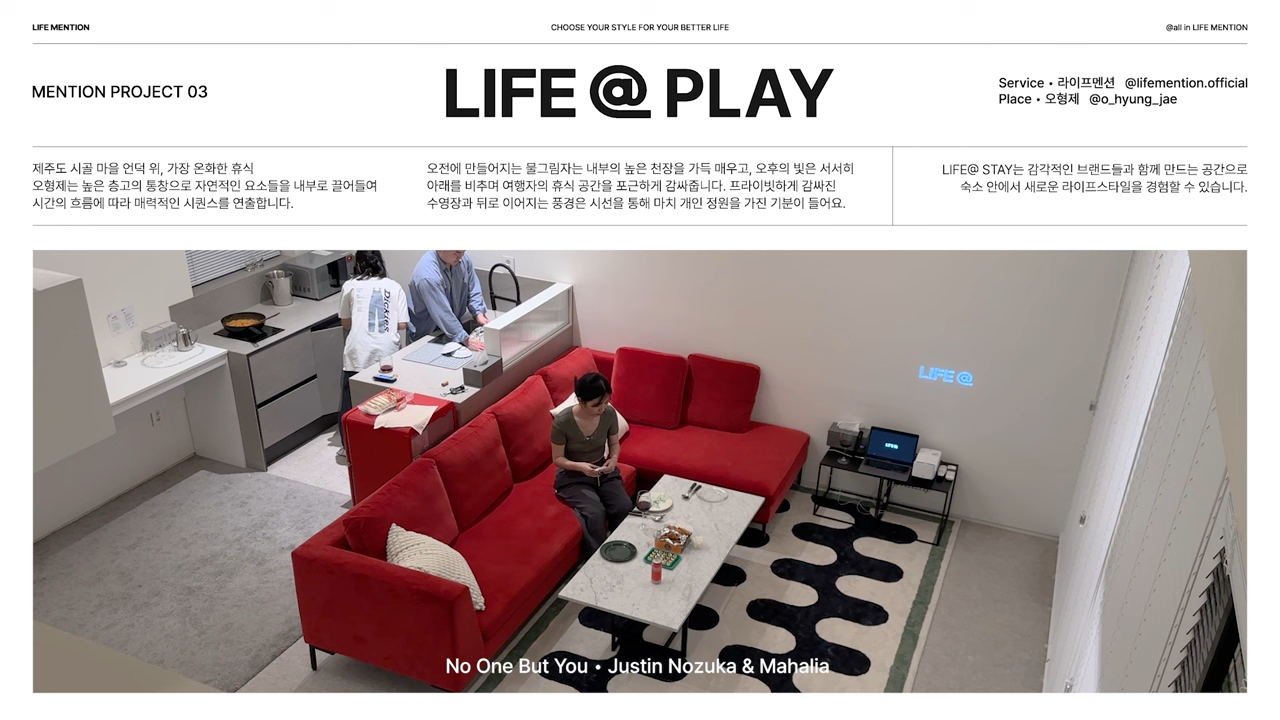 LIFE MENTION
CHOOSE YOUR STYLE FOR YOUR BETTER LIFE
@all in LIFE MENTION
MENTION PROJECT 03
LIFE @ PLAY
Service • 라이프멘션 @lifemention.official
Place • 오형제 @o_hyung_jae
제주도 시골 마을 언덕 위, 가장 온화한 휴식
오형제는 높은 층고의 통창으로 자연적인 요소들을 내부로 끌어들여
시간의 흐름에 따라 매력적인 시퀀스를 연출합니다.
오전에 만들어지는 물그림자는 내부의 높은 천장을 가득 매우고, 오후의 빛은 서서히
아래를 비추며 여행자의 휴식 공간을 포근하게 감싸줍니다. 프라이빗하게 감싸진
수영장과 뒤로 이어지는 풍경은 시선을 통해 마치 개인 정원을 가진 기분이 들어요.
LIFE@ STAY는 감각적인 브랜드들과 함께 만드는 공간으로
숙소 안에서 새로운 라이프스타일을 경험할 수 있습니다.
Dickies
LIFE @
LIFE @
No One But You • Justin Nozuka & Mahalia